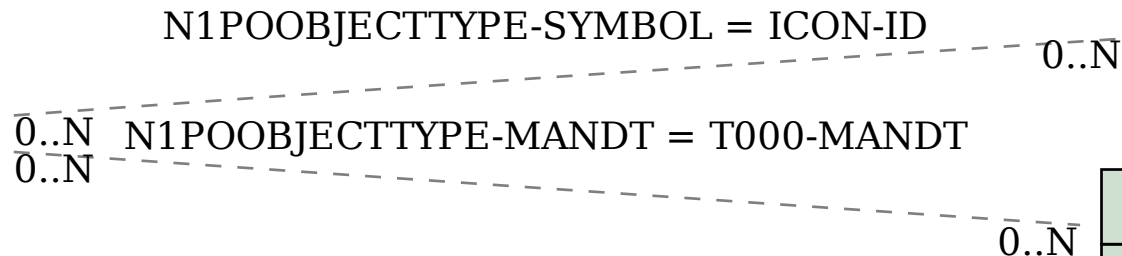 N1POOBJECTTYPE-SYMBOL = ICON-ID
0..N
0..N
N1POOBJECTTYPE-MANDT = T000-MANDT
0..N
0..N